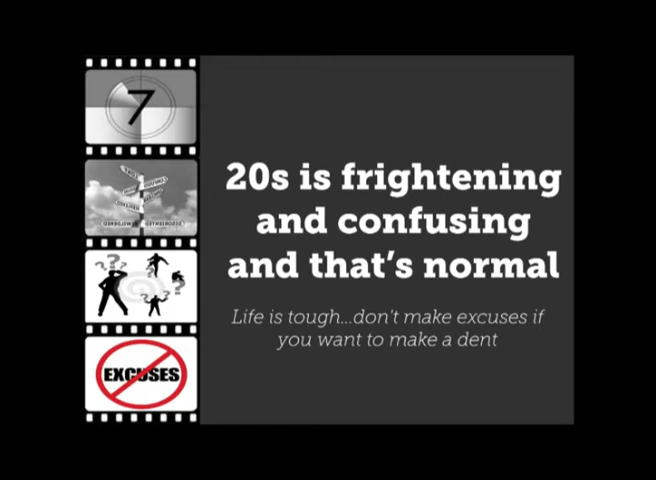 7
20s is frightening
and confusing
and that's normal
Life is tough...don't make excuses if
you want to make a dent
EXCUSES